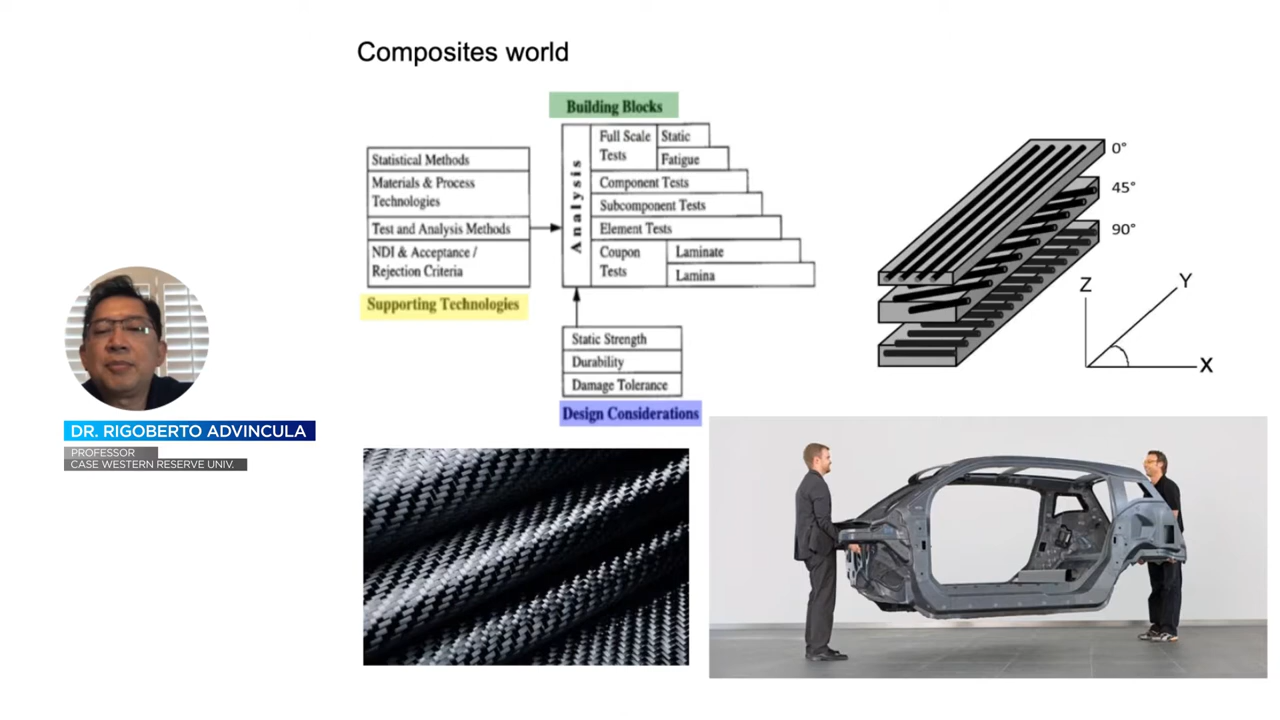 Composites world
Building Blocks
Statistical Methods
Materials & Process
Technologies
Test and Analysis Methods
NDI & Acceptance /
Rejection Criteria
Supporting Technologies
Analysis
Full Scale
Tests
Static
Fatigue
Component Tests
Subcomponent Tests
Element Tests
Coupon
Tests
Laminate
Lamina
Static Strength
Durability
Damage Tolerance
Design Considerations
0°
45°
90°
Z
Y
X
DR. RIGOBERTO ADVINCULA
PROFESSOR
CASE WESTERN RESERVE UNIV.